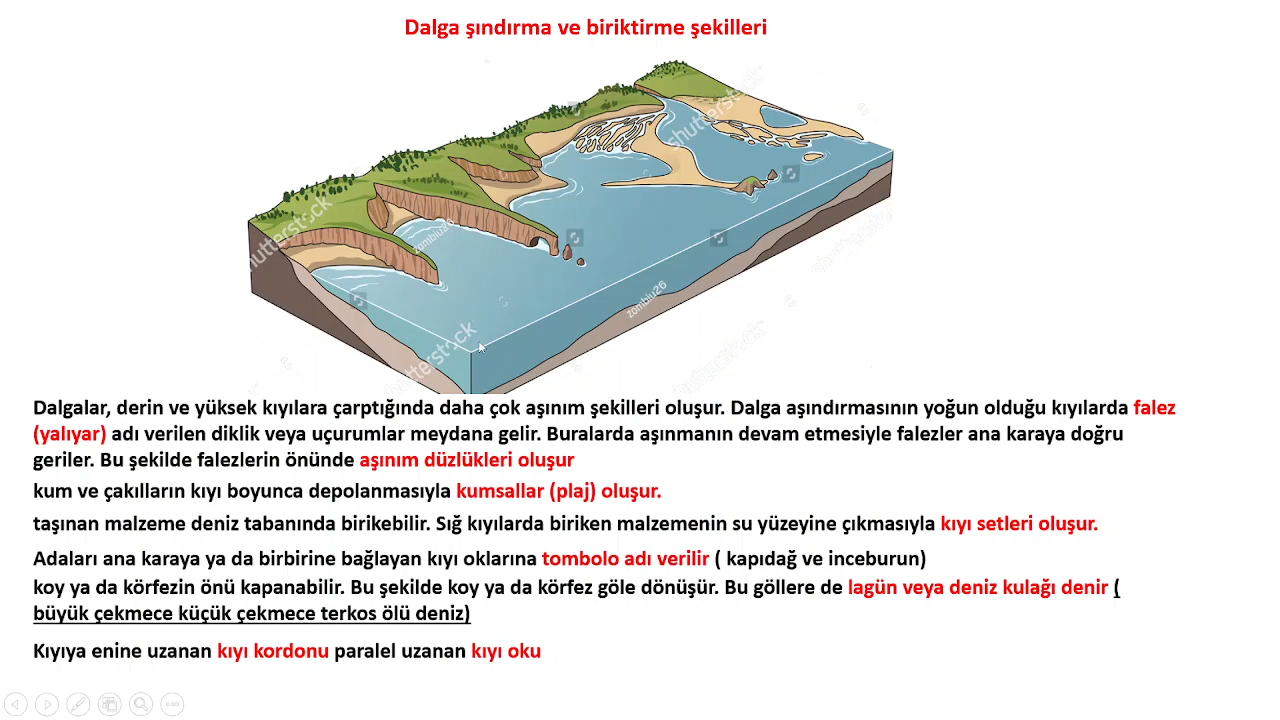 Dalga şındırma ve biriktirme şekilleri
shutterstock
shutterstock
zombiu26
zombiu26
shutterstock
Dalgalar, derin ve yüksek kıyılara çarptığında daha çok aşınım şekilleri oluşur. Dalga aşındırmasının yoğun olduğu kıyılarda falez
(yalıyar) adı verilen diklik veya uçurumlar meydana gelir. Buralarda aşınmanın devam etmesiyle falezler ana karaya doğru
geriler. Bu şekilde falezlerin önünde aşınım düzlükleri oluşur
kum ve çakılların kıyı boyunca depolanmasıyla kumsallar (plaj) oluşur.
taşınan malzeme deniz tabanında birikebilir. Sığ kıyılarda biriken malzemenin su yüzeyine çıkmasıyla kıyı setleri oluşur.
Adaları ana karaya ya da birbirine bağlayan kıyı oklarına tombolo adı verilir ( kapıdağ ve inceburun)
koy ya da körfezin önü kapanabilir. Bu şekilde koy ya da körfez göle dönüşür. Bu göllere de lagün veya deniz kulağı denir (
büyük çekmece küçük çekmece terkos ölü deniz)
Kıyıya enine uzanan kıyı kordonu paralel uzanan kıyı oku